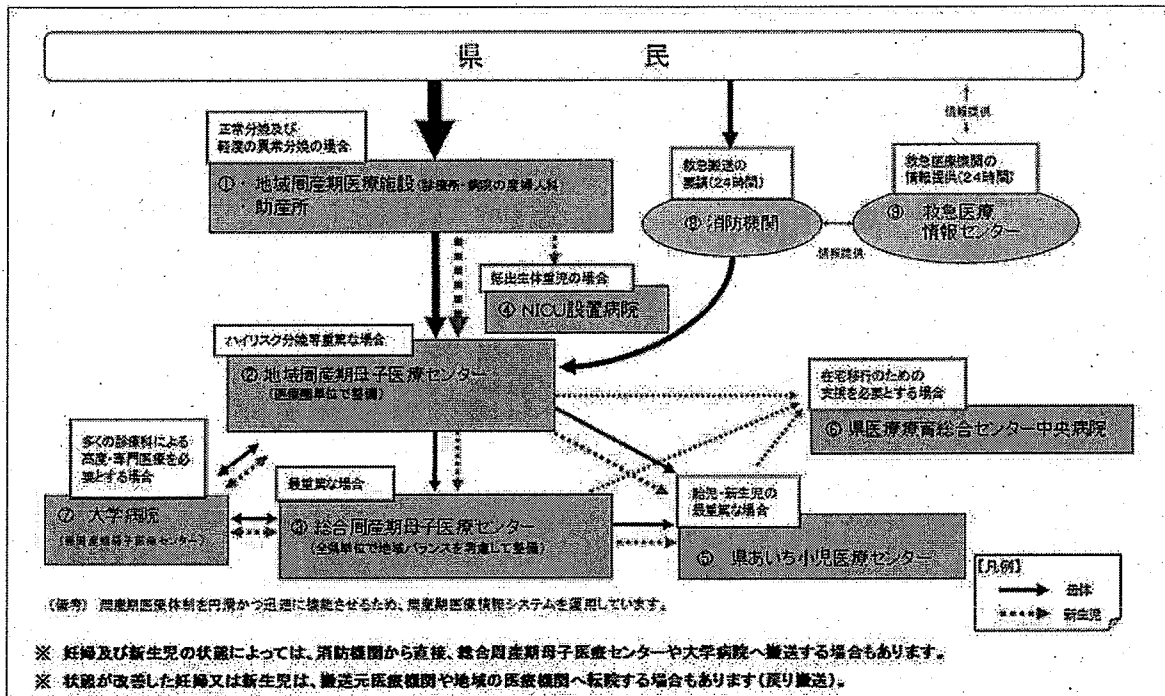 県 民
正常分娩及び
軽度の異常分娩の場合
①・地域周産期医療施設(診療所・病院の産婦人科)
・助産所
救急搬送の
要請(24時間)
⑧消防機関
情報提供
救急医療機関の
情報提供(24時間)
⑨ 救急医療
情報センター
情報提供
低出生体重児の場合
④ NICU設置病院
ハイリスク分娩等重篤な場合
②地域周産期母子医療センター
(医療圏単位で整備)
在宅移行のための
支援を必要とする場合
⑥県医療療育総合センター中央病院
多くの診療科による
高度・専門医療を必
要とする場合
⑦ 大学病院
最重篤な場合
③総合周産期母子医療センター
(全県単位で地域バランスを考慮して整備)
胎児・新生児の
最重篤な場合
⑤ 県あいち小児医療センター
【凡例】
母体
新生児
(備考) 周産期医療体制を円滑かつ迅速に機能させるため、周産期医療情報システムを運用しています。
※ 妊婦及び新生児の状態によっては、消防機関から直接、総合周産期母子医療センターや大学病院へ搬送する場合もあります。
※ 状態が改善した妊婦又は新生児は、搬送元医療機関や地域の医療機関へ転院する場合もあります(戻り搬送)。